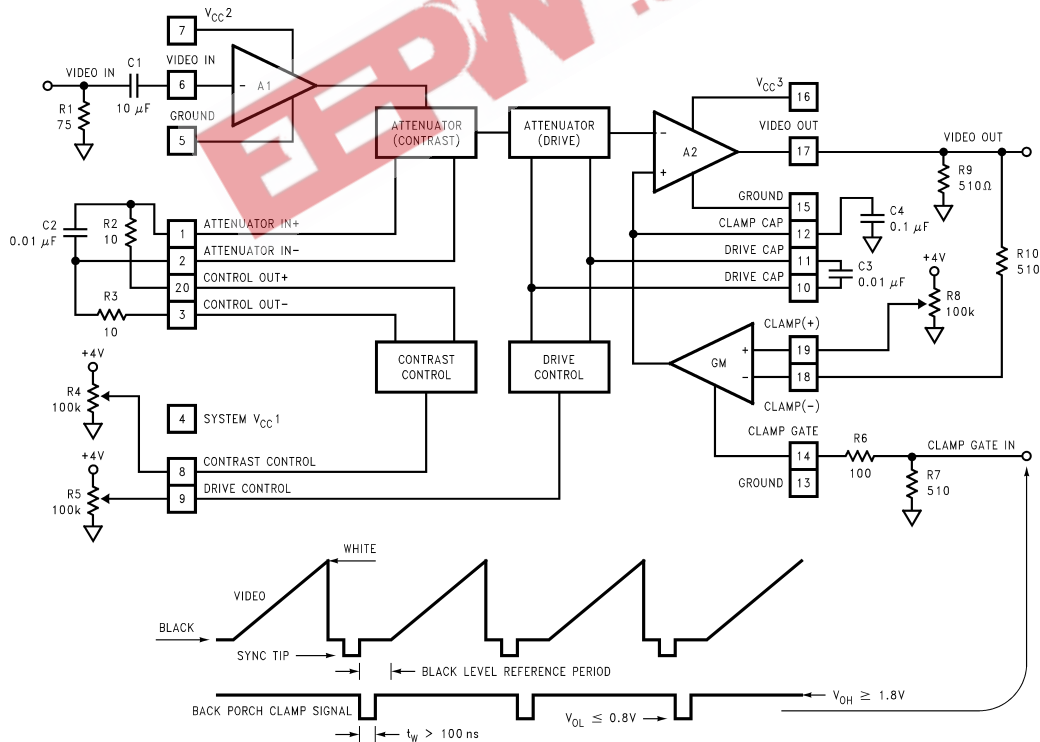 V_CC2
7
VIDEO IN
C1
VIDEO IN
6
-
A1
10 µF
R1
75
GROUND
5
ATTENUATOR
(CONTRAST)
ATTENUATOR
(DRIVE)
-
A2
+
V_CC3
16
VIDEO OUT
17
VIDEO OUT
R9
510Ω
GROUND
15
CLAMP CAP
12
C4
0.1 µF
DRIVE CAP
11
C3
0.01 µF
DRIVE CAP
10
R10
510
+4V
R8
100k
C2
0.01 µF
R2
10
1
ATTENUATOR IN+
2
ATTENUATOR IN-
20
CONTROL OUT+
3
CONTROL OUT-
R3
10
CONTRAST
CONTROL
DRIVE
CONTROL
GM
+
-
CLAMP(+)
19
18
CLAMP(-)
+4V
R4
100k
4
SYSTEM V_CC1
+4V
R5
100k
8
CONTRAST CONTROL
9
DRIVE CONTROL
CLAMP GATE
14
R6
100
CLAMP GATE IN
GROUND
13
R7
510
WHITE
VIDEO
BLACK
SYNC TIP
BLACK LEVEL REFERENCE PERIOD
BACK PORCH CLAMP SIGNAL
V_OH ≥ 1.8V
V_OL ≤ 0.8V
t_W > 100 ns